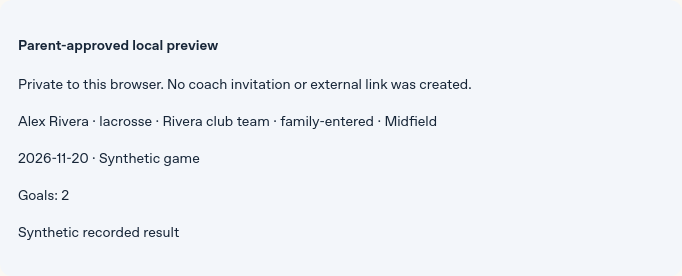 Parent-approved local preview
Private to this browser. No coach invitation or external link was created.
Alex Rivera · lacrosse · Rivera club team · family-entered · Midfield
2026-11-20 · Synthetic game
Goals: 2
Synthetic recorded result